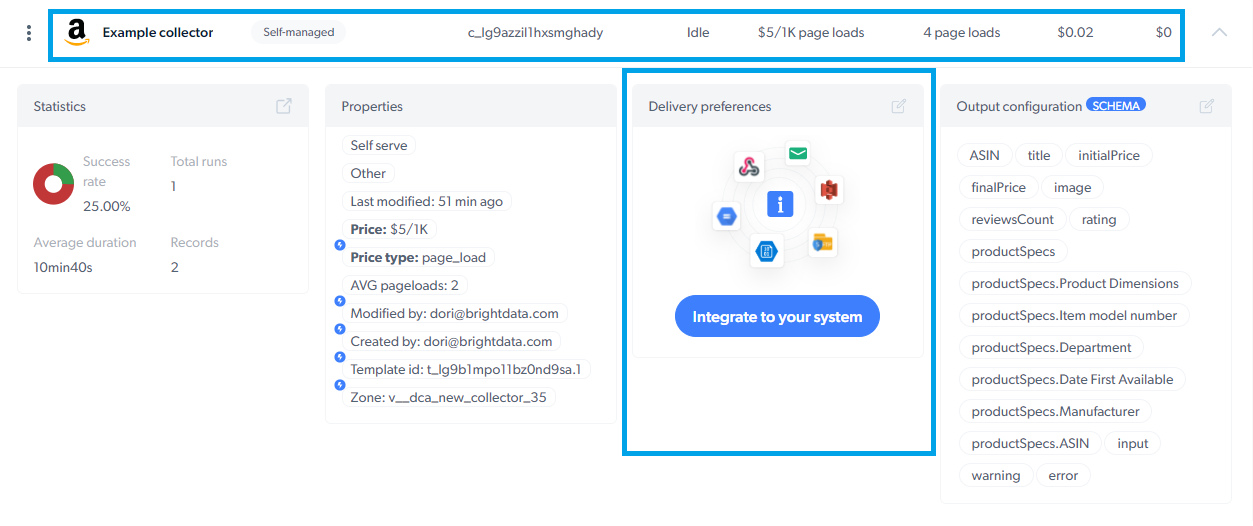 Example collector Self-managed c_lg9azzil1hxsmghady Idle $5/1K page loads 4 page loads $0.02 $0
Statistics
Success rate
25.00%
Total runs
1
Average duration
10min40s
Records
2
Properties
Self serve
Other
Last modified: 51 min ago
Price: $5/1K
Price type: page_load
AVG pageloads: 2
Modified by: dori@brightdata.com
Created by: dori@brightdata.com
Template id: t_lg9b1mpo11bz0nd9sa.1
Zone: v__dca_new_collector_35
Delivery preferences
Integrate to your system
Output configuration SCHEMA
ASIN title initialPrice
finalPrice image
reviewsCount rating
productSpecs
productSpecs.Product Dimensions
productSpecs.Item model number
productSpecs.Department
productSpecs.Date First Available
productSpecs.Manufacturer
productSpecs.ASIN input
warning error